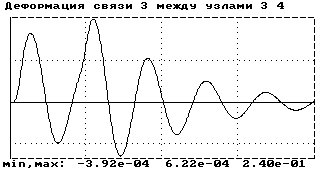 Деформация связи 3 между узлами 3 4
min,max: -3.92e-04 6.22e-04 2.40e-01